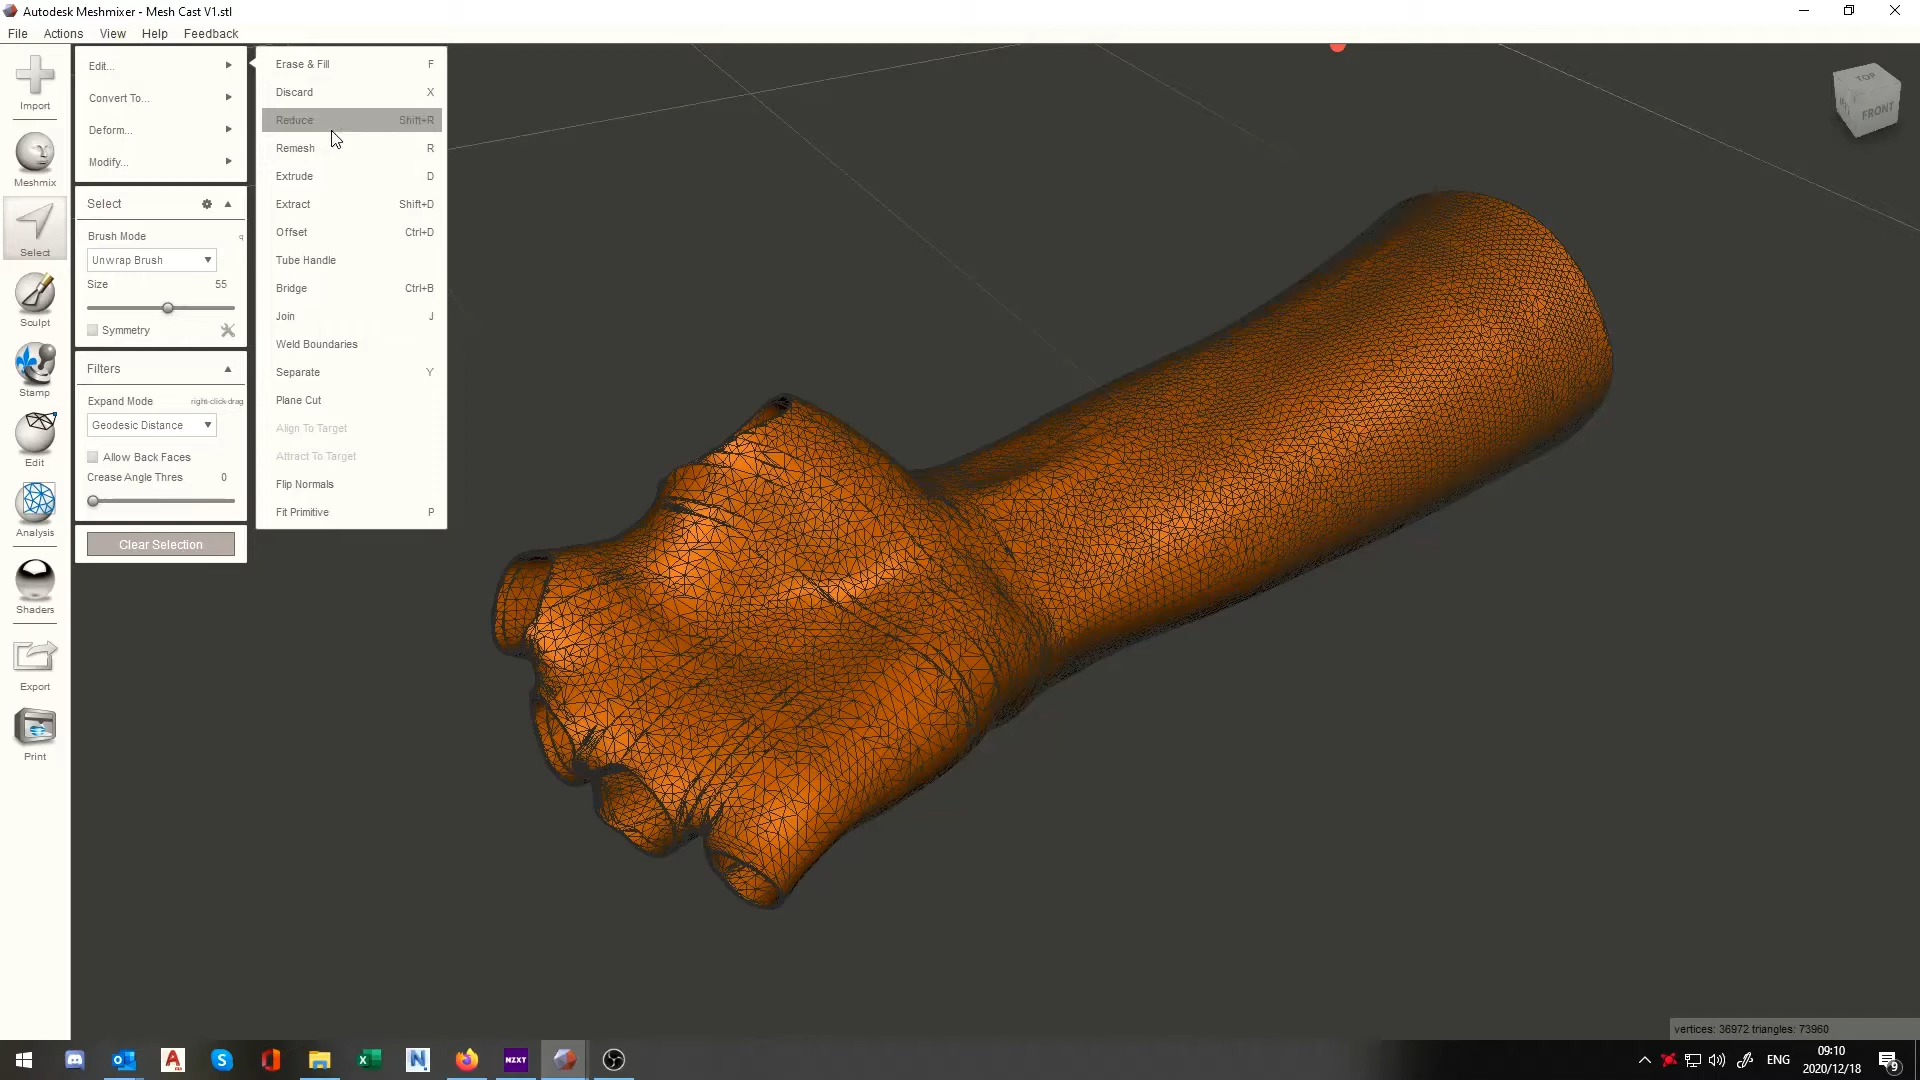 Autodesk Meshmixer - Mesh Cast V1.stl
File Actions View Help Feedback
Import
Meshmix
Select
Sculpt
Stamp
Edit
Analysis
Shaders
Export
Print
Edit...
Convert To...
Deform...
Modify...
Select
Brush Mode q
Unwrap Brush
Size 55
Symmetry
Filters
Expand Mode right-click-drag
Geodesic Distance
Allow Back Faces
Crease Angle Thres 0
Clear Selection
Erase & Fill F
Discard X
Reduce Shift+R
Remesh R
Extrude D
Extract Shift+D
Offset Ctrl+D
Tube Handle
Bridge Ctrl+B
Join J
Weld Boundaries
Separate Y
Plane Cut
Align To Target
Attract To Target
Flip Normals
Fit Primitive P
TOP
FRONT
vertices: 36972 triangles: 73960
NZXT
ENG
09:10
2020/12/18
9